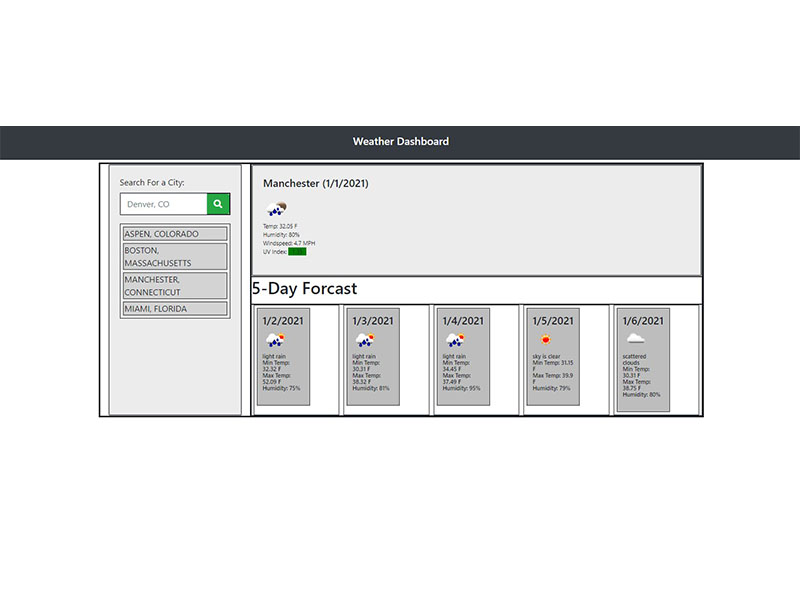 Weather Dashboard
Search For a City:
Denver, CO
ASPEN, COLORADO
BOSTON,
MASSACHUSETTS
MANCHESTER,
CONNECTICUT
MIAMI, FLORIDA
Manchester (1/1/2021)
Temp: 32.05 F
Humidity: 80%
Windspeed: 4.7 MPH
UV Index:
5-Day Forcast
1/2/2021
light rain
Min Temp:
32.32 F
Max Temp:
52.09 F
Humidity: 75%
1/3/2021
light rain
Min Temp:
30.31 F
Max Temp:
38.32 F
Humidity: 81%
1/4/2021
light rain
Min Temp:
34.45 F
Max Temp:
37.49 F
Humidity: 95%
1/5/2021
sky is clear
Min Temp: 31.15
F
Max Temp: 39.9
F
Humidity: 79%
1/6/2021
scattered
clouds
Min Temp:
30.31 F
Max Temp:
38.75 F
Humidity: 80%